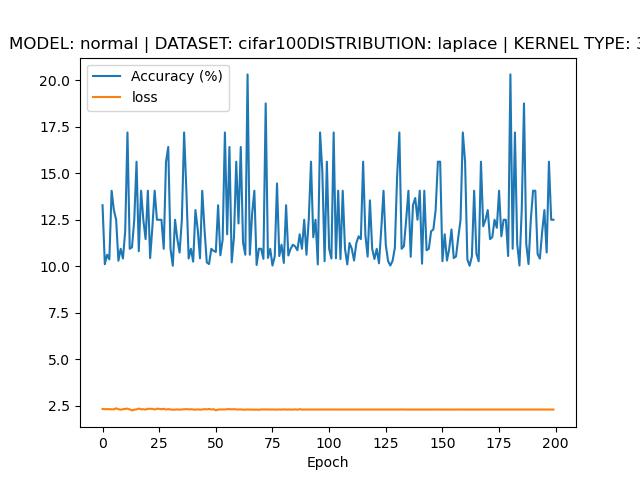 MODEL: normal | DATASET: cifar100DISTRIBUTION: laplace | KERNEL TYPE:
Accuracy (%)
loss
20.0
17.5
15.0
12.5
10.0
7.5
5.0
2.5
0 25 50 75 100 125 150 175 200
Epoch